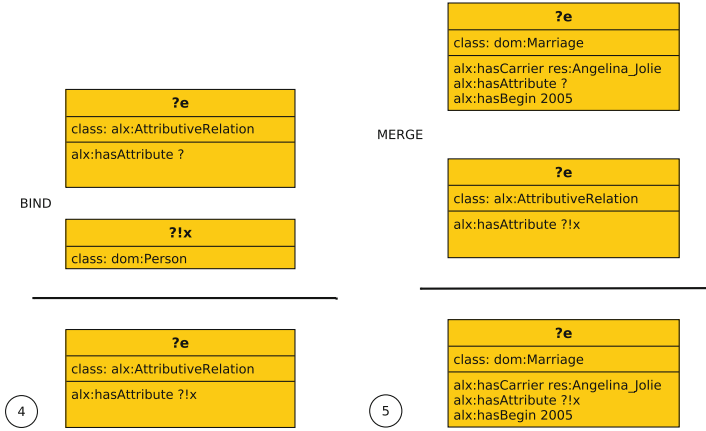 ?e
class: alx:AttributiveRelation
alx:hasAttribute ?
BIND
?!x
class: dom:Person
?e
class: alx:AttributiveRelation
alx:hasAttribute ?!x
4
?e
class: dom:Marriage
alx:hasCarrier res:Angelina_Jolie
alx:hasAttribute ?
alx:hasBegin 2005
MERGE
?e
class: alx:AttributiveRelation
alx:hasAttribute ?!x
?e
class: dom:Marriage
alx:hasCarrier res:Angelina_Jolie
alx:hasAttribute ?!x
alx:hasBegin 2005
5